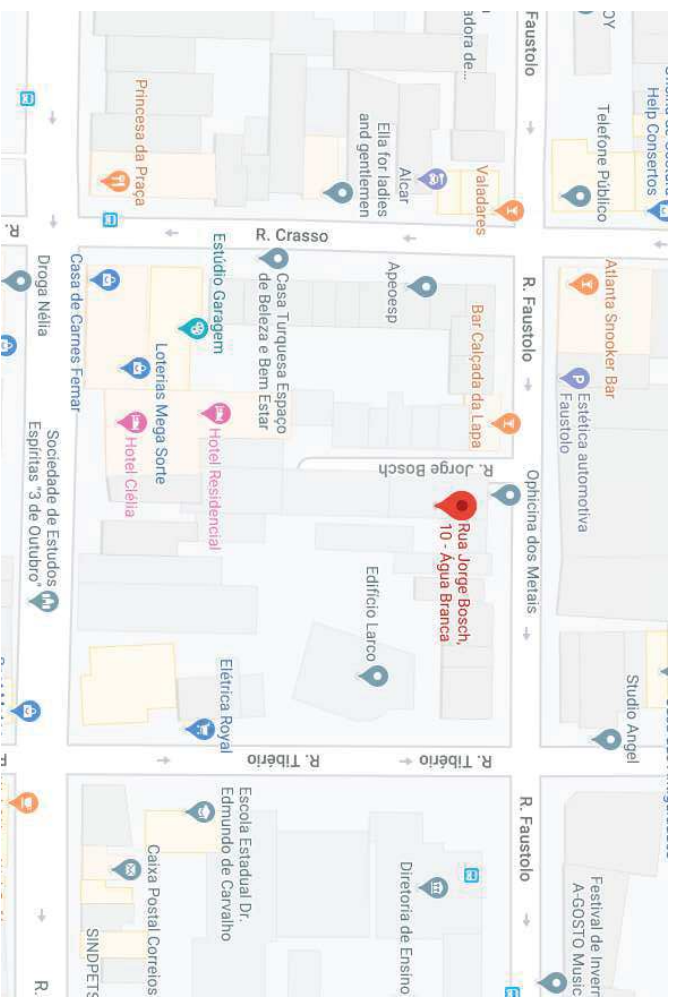 Faustolo
Telefone Público
Help Consertos
adora de...
Princesa da Praça
Ella for ladies
and gentlemen
Alcar
Valadares
R. Crasso
R. Faustolo
Atlanta Snooker Bar
Estética automotiva
Faustolo
Apeoesp
Bar Calçada da Lapa
Casa Turquesa Espaço
de Beleza e Bem Estar
Estúdio Garagem
Loterias Mega Sorte
Casa de Carnes Femar
Droga Nélia
R.
Hotel Residencial
Hotel Clélia
R. Jorge Bosch
Ophicina dos Metais
Rua Jorge Bosch,
10 - Água Branca
Sociedade de Estudos
Espíritas "3 de Outubro"
Edifício Larco
Elétrica Royal
Studio Angel
R. Tibério
R. Tibério
R. Faustolo
Escola Estadual Dr.
Edmundo de Carvalho
Caixa Postal Correios
Diretoria de Ensino
Festival de Invern
A-GOSTO Music
SINDPETS
R.